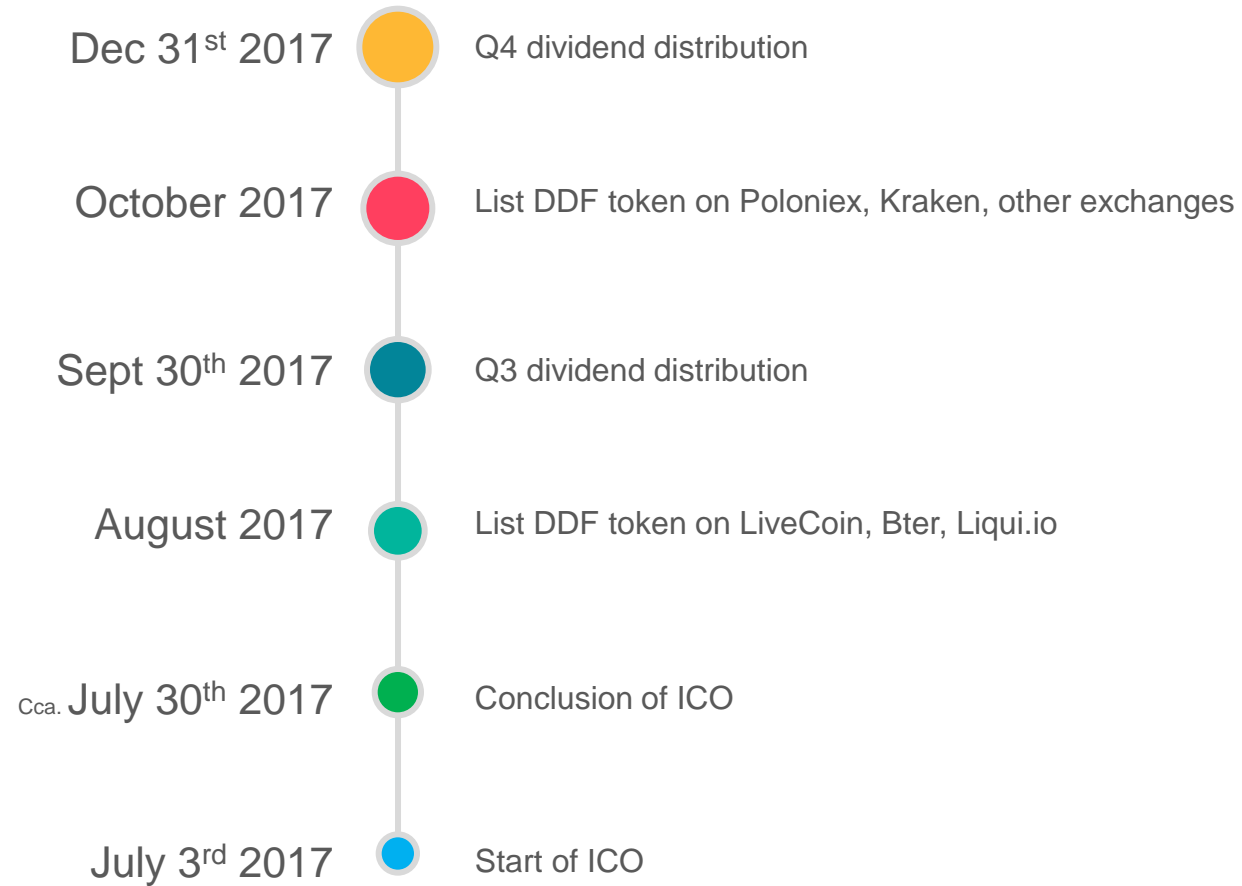 Dec 31st 2017 Q4 dividend distribution
October 2017 List DDF token on Poloniex, Kraken, other exchanges
Sept 30th 2017 Q3 dividend distribution
August 2017 List DDF token on LiveCoin, Bter, Liqui.io
Cca. July 30th 2017 Conclusion of ICO
July 3rd 2017 Start of ICO